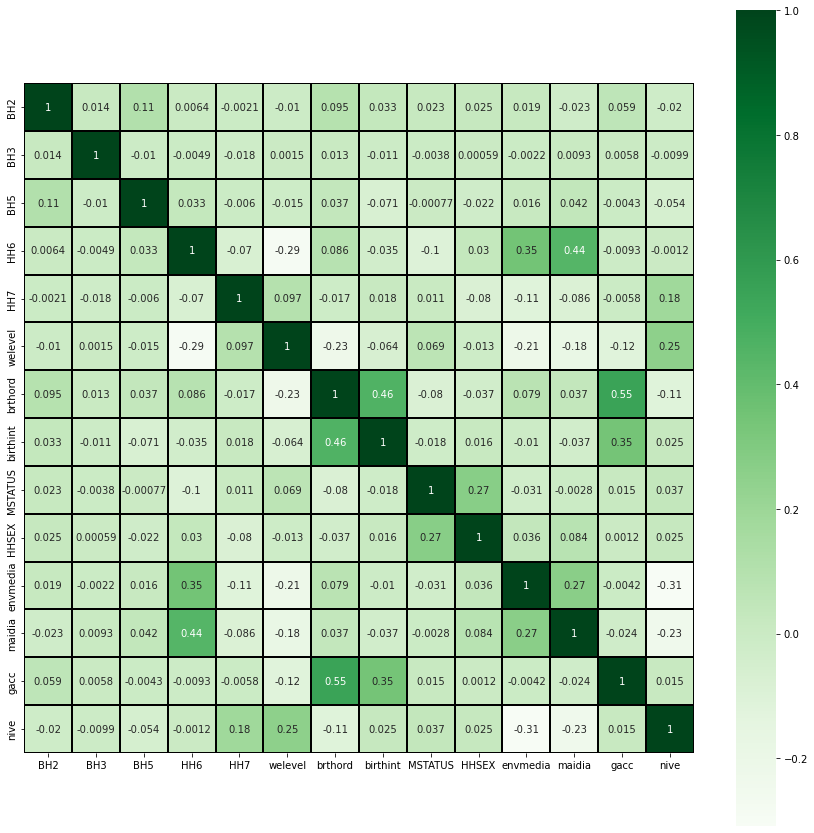 1.0
BH2 1 0.014 0.11 0.0064 -0.0021 -0.01 0.095 0.033 0.023 0.025 0.019 -0.023 0.059 -0.02
BH3 0.014 1 -0.01 -0.0049 -0.018 0.0015 0.013 -0.011 -0.0038 0.00059 -0.0022 0.0093 0.0058 -0.0099
0.8
BH5 0.11 -0.01 1 0.033 -0.006 -0.015 0.037 -0.071 -0.00077 -0.022 0.016 0.042 -0.0043 -0.054
HH6 0.0064 -0.0049 0.033 1 -0.07 -0.29 0.086 -0.035 -0.1 0.03 0.35 0.44 -0.0093 -0.0012
0.6
HH7 -0.0021 -0.018 -0.006 -0.07 1 0.097 -0.017 0.018 0.011 -0.08 -0.11 -0.086 -0.0058 0.18
welevel -0.01 0.0015 -0.015 -0.29 0.097 1 -0.23 -0.064 0.069 -0.013 -0.21 -0.18 -0.12 0.25
0.4
brthord 0.095 0.013 0.037 0.086 -0.017 -0.23 1 0.46 -0.08 -0.037 0.079 0.037 0.55 -0.11
birthint 0.033 -0.011 -0.071 -0.035 0.018 -0.064 0.46 1 -0.018 0.016 -0.01 -0.037 0.35 0.025
MSTATUS 0.023 -0.0038 -0.00077 -0.1 0.011 0.069 -0.08 -0.018 1 0.27 -0.031 -0.0028 0.015 0.037
0.2
HHSEX 0.025 0.00059 -0.022 0.03 -0.08 -0.013 -0.037 0.016 0.27 1 0.036 0.084 0.0012 0.025
envmedia 0.019 -0.0022 0.016 0.35 -0.11 -0.21 0.079 -0.01 -0.031 0.036 1 0.27 -0.0042 -0.31
0.0
maidia -0.023 0.0093 0.042 0.44 -0.086 -0.18 0.037 -0.037 -0.0028 0.084 0.27 1 -0.024 -0.23
gacc 0.059 0.0058 -0.0043 -0.0093 -0.0058 -0.12 0.55 0.35 0.015 0.0012 -0.0042 -0.024 1 0.015
nive -0.02 -0.0099 -0.054 -0.0012 0.18 0.25 -0.11 0.025 0.037 0.025 -0.31 -0.23 0.015 1
−0.2
BH2 BH3 BH5 HH6 HH7 welevel brthord birthint MSTATUS HHSEX envmedia maidia gacc nive